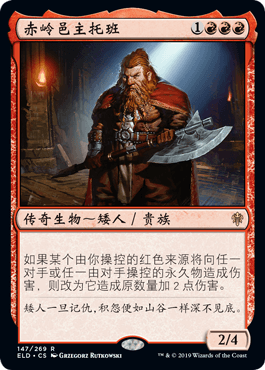 赤岭邑主托班 1
传奇生物～矮人／贵族
如果某个由你操控的红色来源将向任一
对手或任一由对手操控的永久物造成伤
害，则改为它造成原数量加２点伤害。
矮人一旦记仇，积怨便如山谷一样深不见底。
2/4
147/269 R
ELD • CS GRZEGORZ RUTKOWSKI
™ & © 2019 Wizards of the Coast